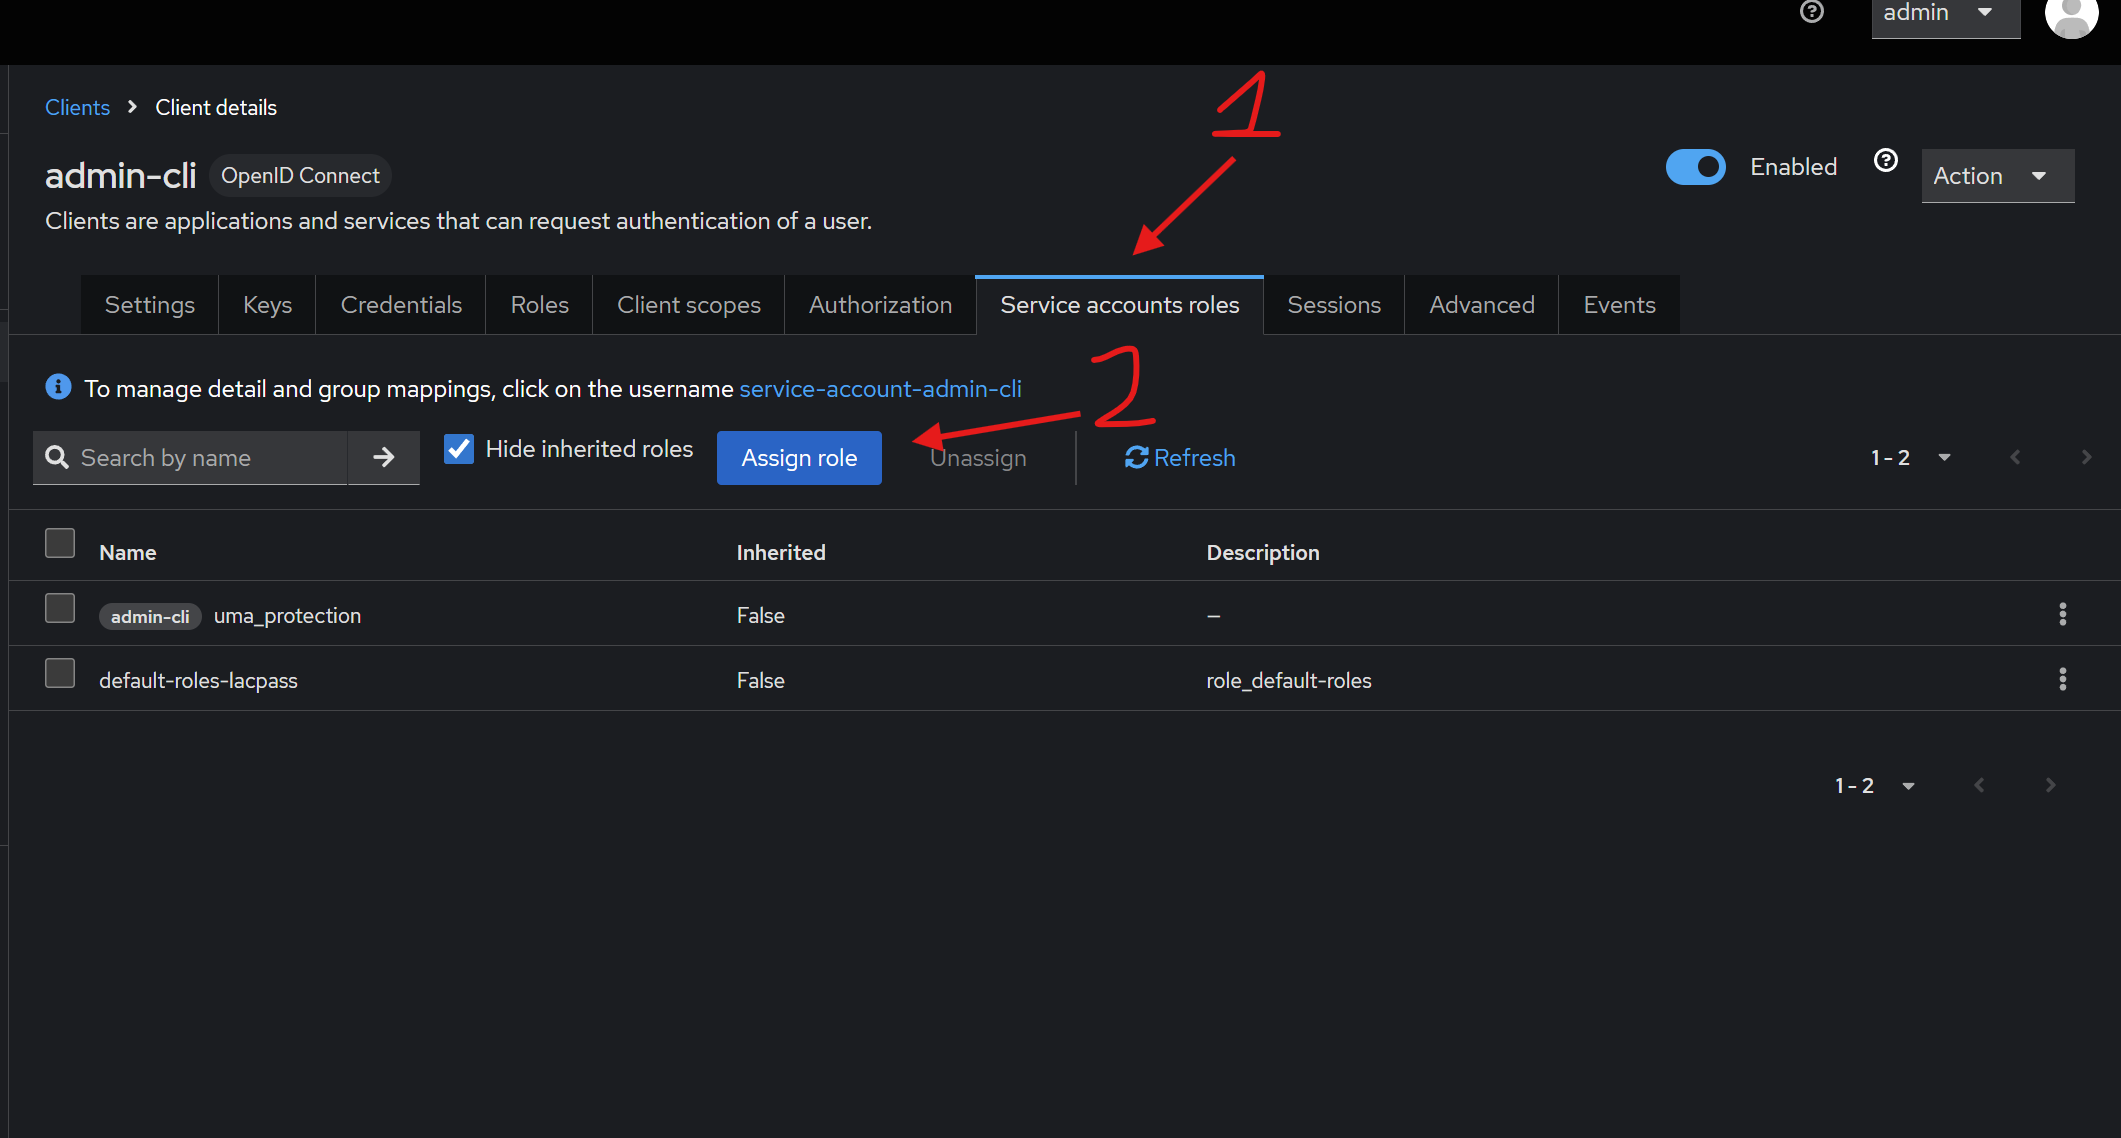 admin
Clients > Client details
1
admin-cli OpenID Connect
Enabled
Action
Clients are applications and services that can request authentication of a user.
Settings Keys Credentials Roles Client scopes Authorization Service accounts roles Sessions Advanced Events
To manage detail and group mappings, click on the username service-account-admin-cli
2
Search by name
Hide inherited roles
Assign role
Unassign
Refresh
1 - 2
Name Inherited Description
admin-cli uma_protection False –
default-roles-lacpass False role_default-roles
1 - 2